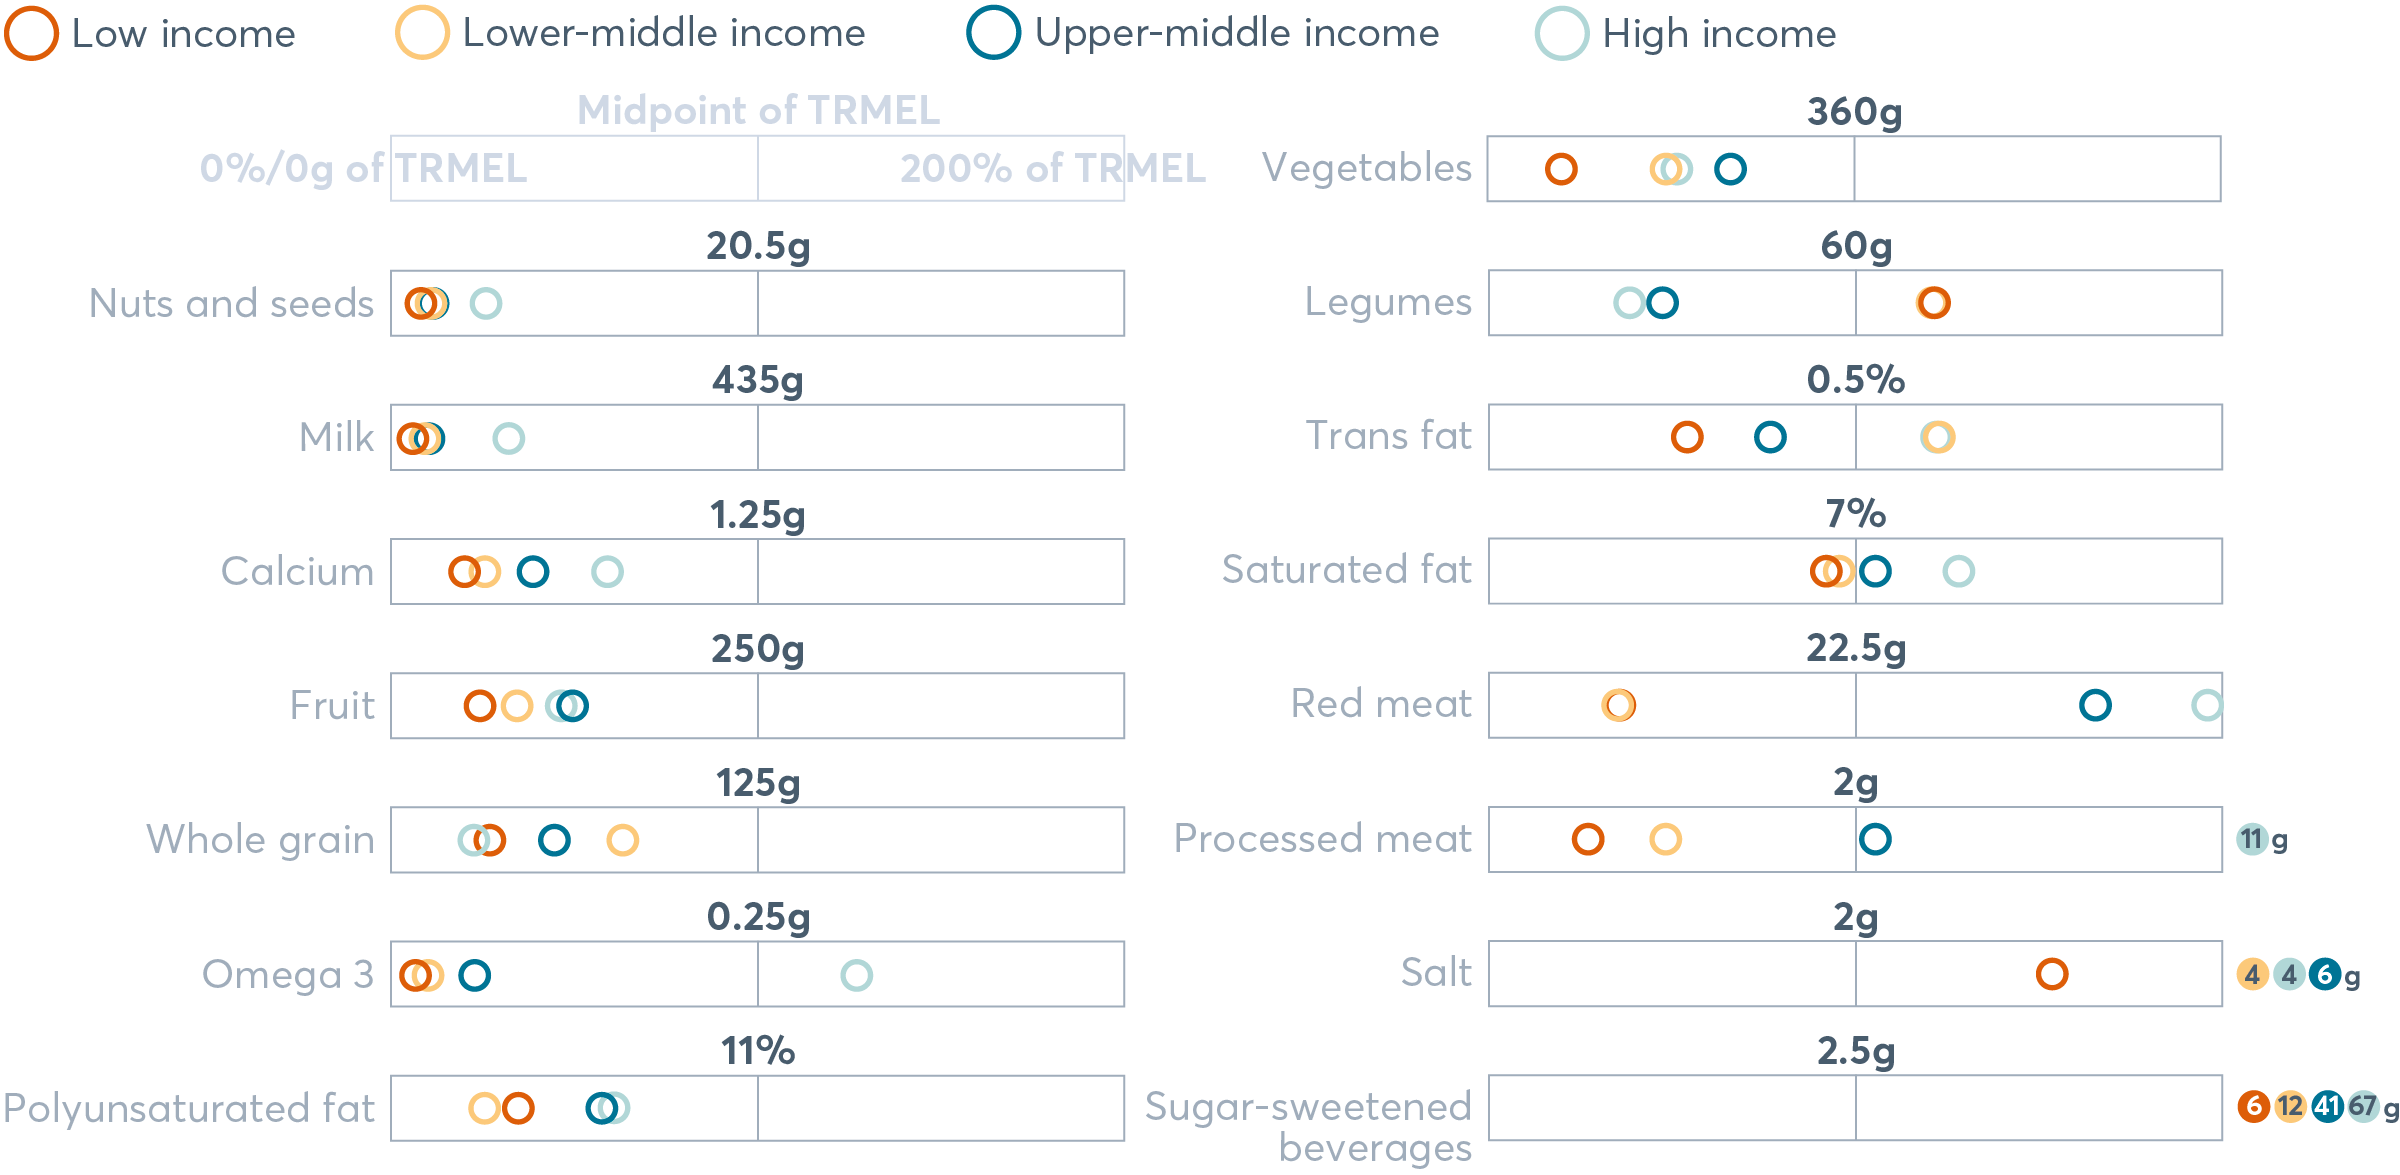 Low income
Lower-middle income
Upper-middle income
High income
Midpoint of TRMEL
0%/0g of TRMEL
200% of TRMEL
20.5g
Nuts and seeds
435g
Milk
1.25g
Calcium
250g
Fruit
125g
Whole grain
0.25g
Omega 3
11%
Polyunsaturated fat
360g
Vegetables
60g
Legumes
0.5%
Trans fat
7%
Saturated fat
22.5g
Red meat
2g
Processed meat
11 g
2g
Salt
4 4 6 g
2.5g
Sugar-sweetened
beverages
6 12 41 67 g